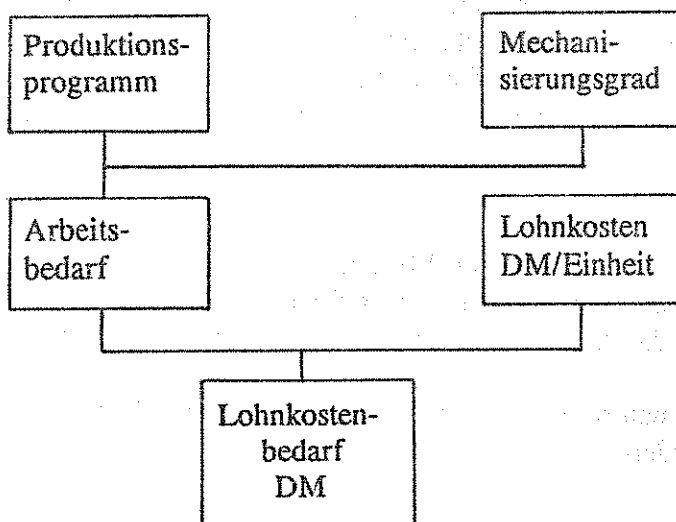 Produktions-
programm
Mechani-
sierungsgrad
Arbeits-
bedarf
Lohnkosten
DM/Einheit
Lohnkosten-
bedarf
DM